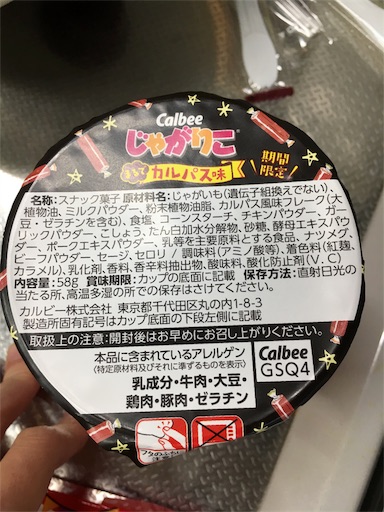 Calbee
じゃがりこ®
カルパス味
期間限定!
名称:スナック菓子 原材料名:じゃがいも(遺伝子組換えでない)、
植物油、ミルクパウダー、粉末植物油脂、カルパス風味フレーク(大
豆・ゼラチンを含む)、食塩、コーンスターチ、チキンパウダー、ガー
リックパウダー、こしょう、たん白加水分解物、砂糖、酵母エキスパウ
ダー、ポークエキスパウダー、乳等を主要原料とする食品、ナツメグ、
ビーフパウダー、セージ、セロリ / 調味料(アミノ酸等)、着色料(紅麹、
カラメル)、乳化剤、香料、香辛料抽出物、酸味料、酸化防止剤(V.C)
内容量:58g 賞味期限:カップの底面に記載 保存方法:直射日光の
当たる所、高温多湿の所での保存はさけてください。
カルビー株式会社 東京都千代田区丸の内1-8-3
製造所固有記号はカップ底面の下段左側に記載
取扱上の注意:開封後はお早めにお召し上がりください。
本品に含まれているアレルゲン
(特定原材料及びそれに準ずるものを表示)
乳成分・牛肉・大豆・
鶏肉・豚肉・ゼラチン
Calbee
GSQ4